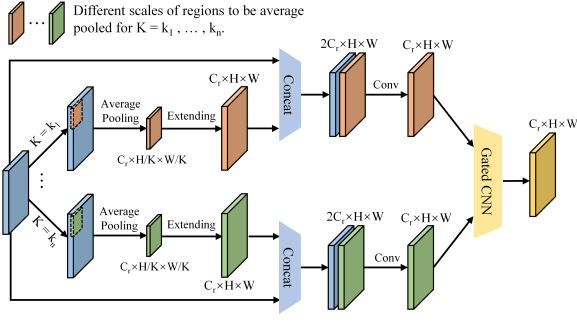 Different scales of regions to be average
pooled for K = k₁ , … , kₙ.
Cᵣ×H×W
2Cᵣ×H×W
Cᵣ×H×W
Concat
Conv
K = k₁
Average
Pooling
Extending
Cᵣ×H/K×W/K
Cᵣ×H×W
Gated CNN
K = kₙ
Average
Pooling
Extending
Cᵣ×H/K×W/K
Cᵣ×H×W
Concat
2Cᵣ×H×W
Cᵣ×H×W
Conv